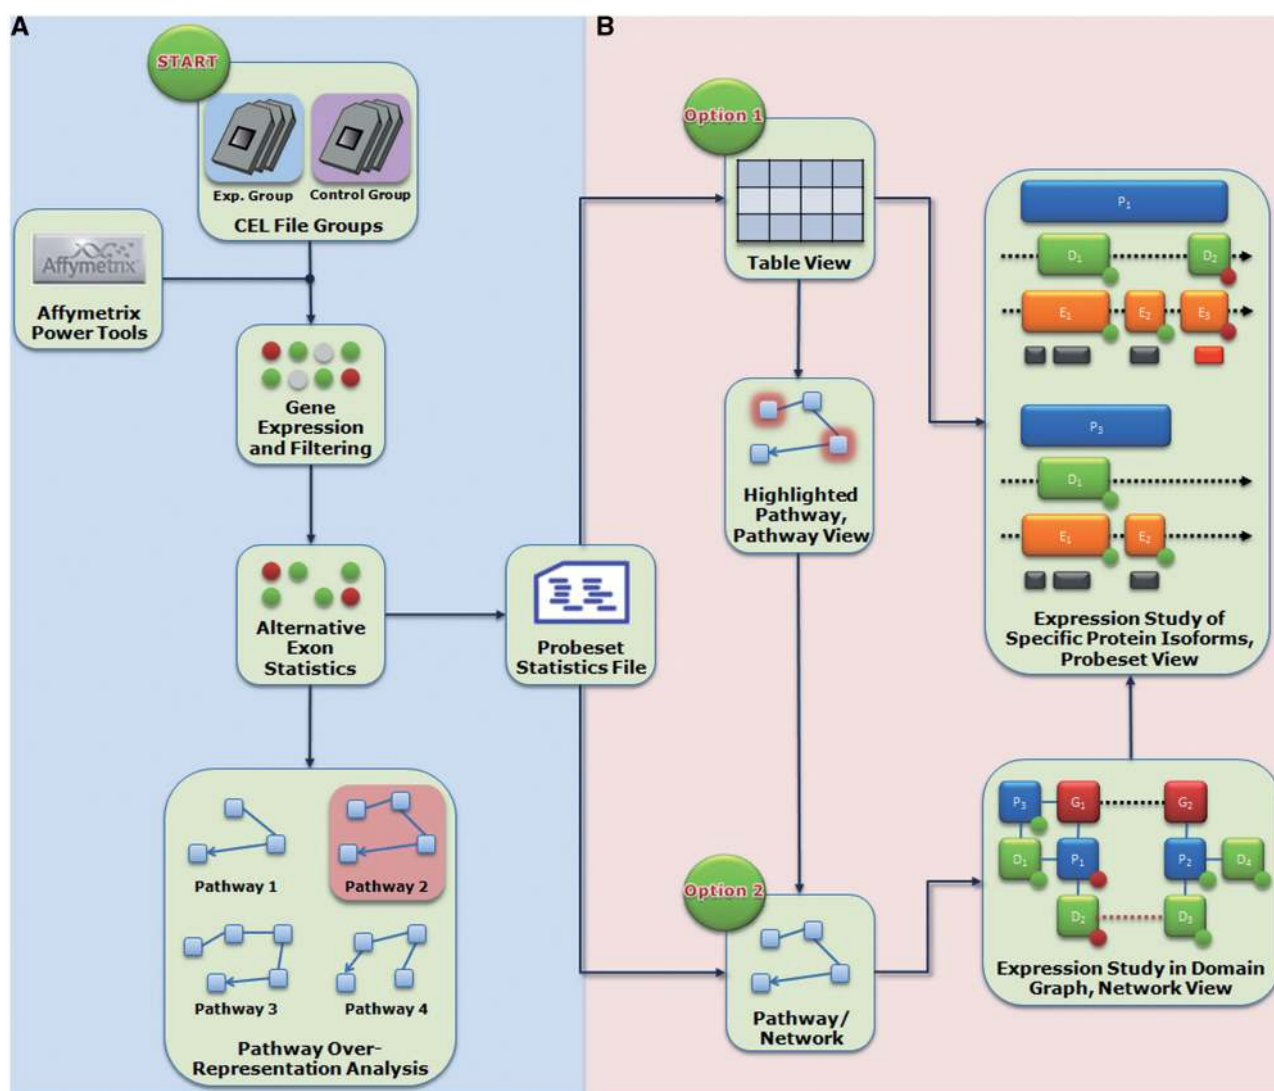 A
B
START
Exp. Group
Control Group
CEL File Groups
Affymetrix
Affymetrix
Power Tools
Gene
Expression
and Filtering
Alternative
Exon
Statistics
Probeset
Statistics File
Pathway 1
Pathway 2
Pathway 3
Pathway 4
Pathway Over-
Representation Analysis
Option 1
Table View
Highlighted
Pathway,
Pathway View
Option 2
Pathway/
Network
P1
D1
D2
E1
E2
E3
P3
D1
E1
E2
Expression Study of
Specific Protein Isoforms,
Probeset View
P3
G1
G2
D1
P1
P2
D4
D2
D3
Expression Study in Domain
Graph, Network View